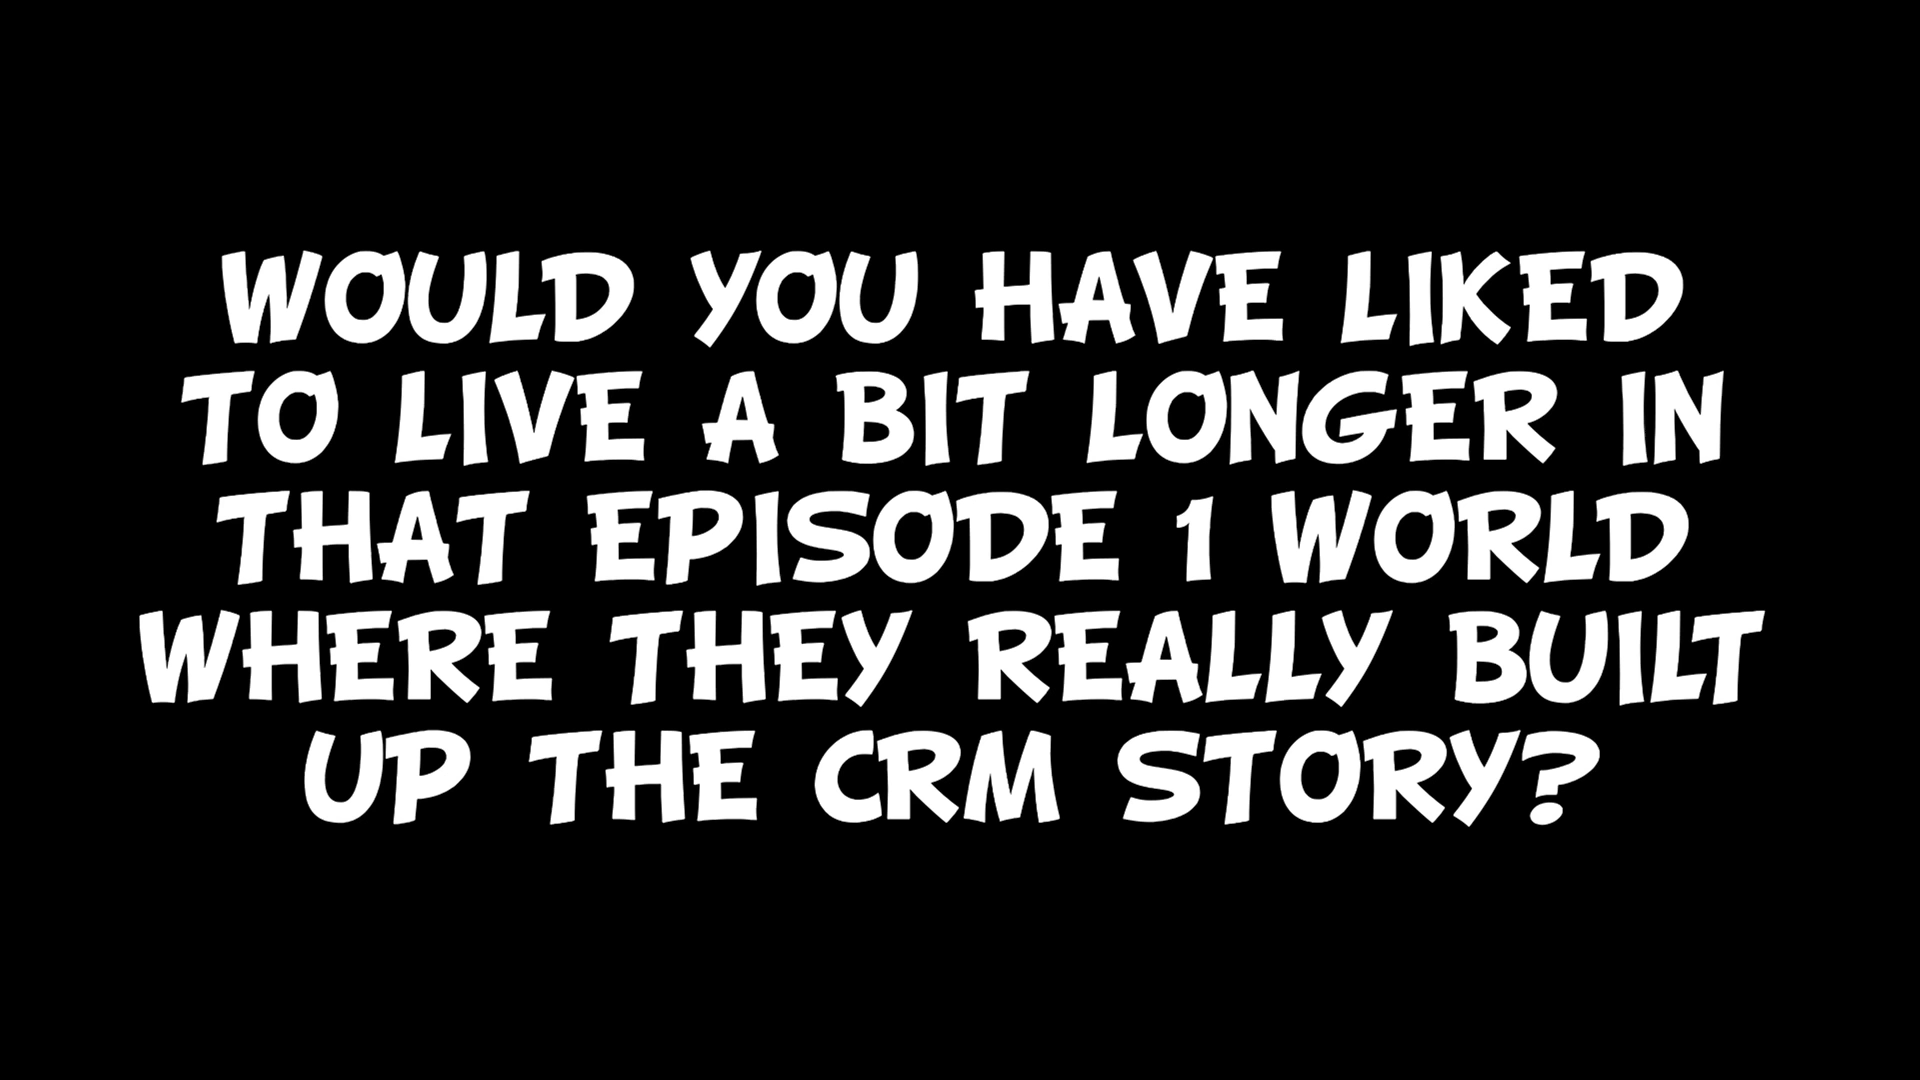 WOULD YOU HAVE LIKED
TO LIVE A BIT LONGER IN
THAT EPISODE 1 WORLD
WHERE THEY REALLY BUILT
UP THE CRM STORY?